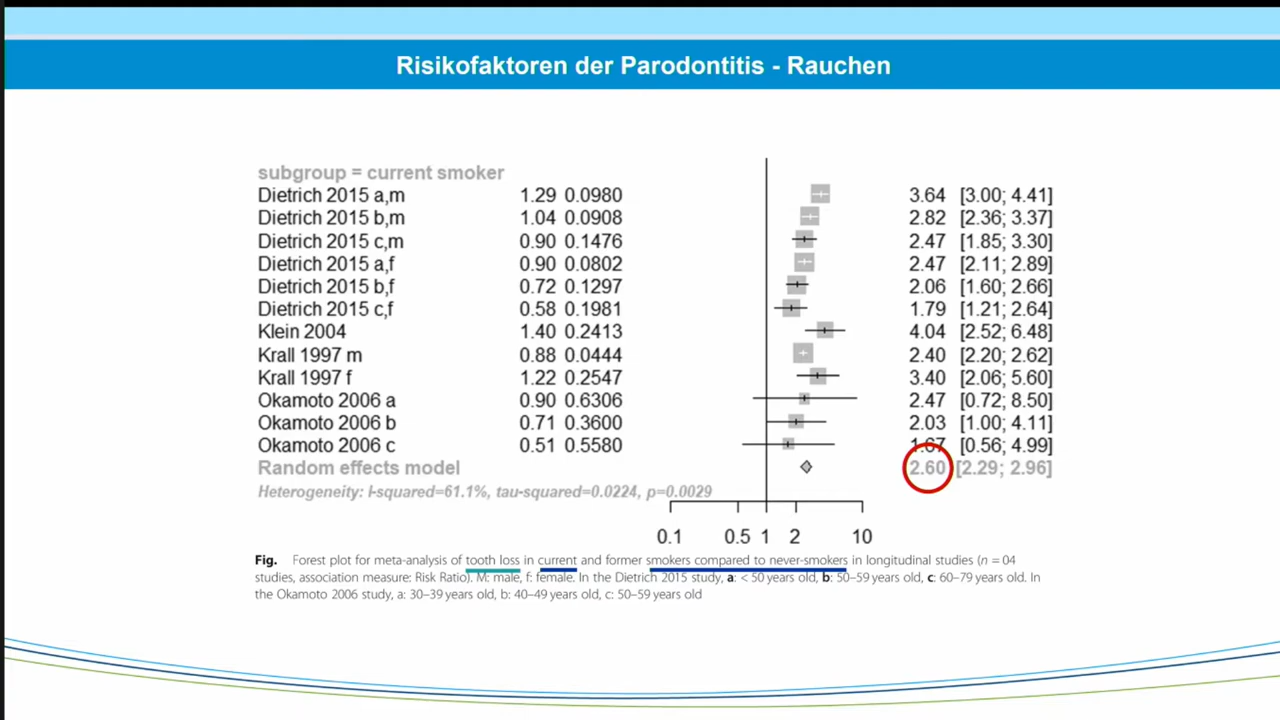 Risikofaktoren der Parodontitis - Rauchen
subgroup = current smoker
Dietrich 2015 a,m 1.29 0.0980 3.64 [3.00; 4.41]
Dietrich 2015 b,m 1.04 0.0908 2.82 [2.36; 3.37]
Dietrich 2015 c,m 0.90 0.1476 2.47 [1.85; 3.30]
Dietrich 2015 a,f 0.90 0.0802 2.47 [2.11; 2.89]
Dietrich 2015 b,f 0.72 0.1297 2.06 [1.60; 2.66]
Dietrich 2015 c,f 0.58 0.1981 1.79 [1.21; 2.64]
Klein 2004 1.40 0.2413 4.04 [2.52; 6.48]
Krall 1997 m 0.88 0.0444 2.40 [2.20; 2.62]
Krall 1997 f 1.22 0.2547 3.40 [2.06; 5.60]
Okamoto 2006 a 0.90 0.6306 2.47 [0.72; 8.50]
Okamoto 2006 b 0.71 0.3600 2.03 [1.00; 4.11]
Okamoto 2006 c 0.51 0.5580 1.67 [0.56; 4.99]
Random effects model 2.60 [2.29; 2.96]
Heterogeneity: I-squared=61.1%, tau-squared=0.0224, p=0.0029
0.1 0.5 1 2 10
Fig. Forest plot for meta-analysis of tooth loss in current and former smokers compared to never-smokers in longitudinal studies (n = 04
studies, association measure: Risk Ratio). M: male, f: female. In the Dietrich 2015 study, a: < 50 years old, b: 50–59 years old, c: 60–79 years old. In
the Okamoto 2006 study, a: 30–39 years old, b: 40–49 years old, c: 50–59 years old